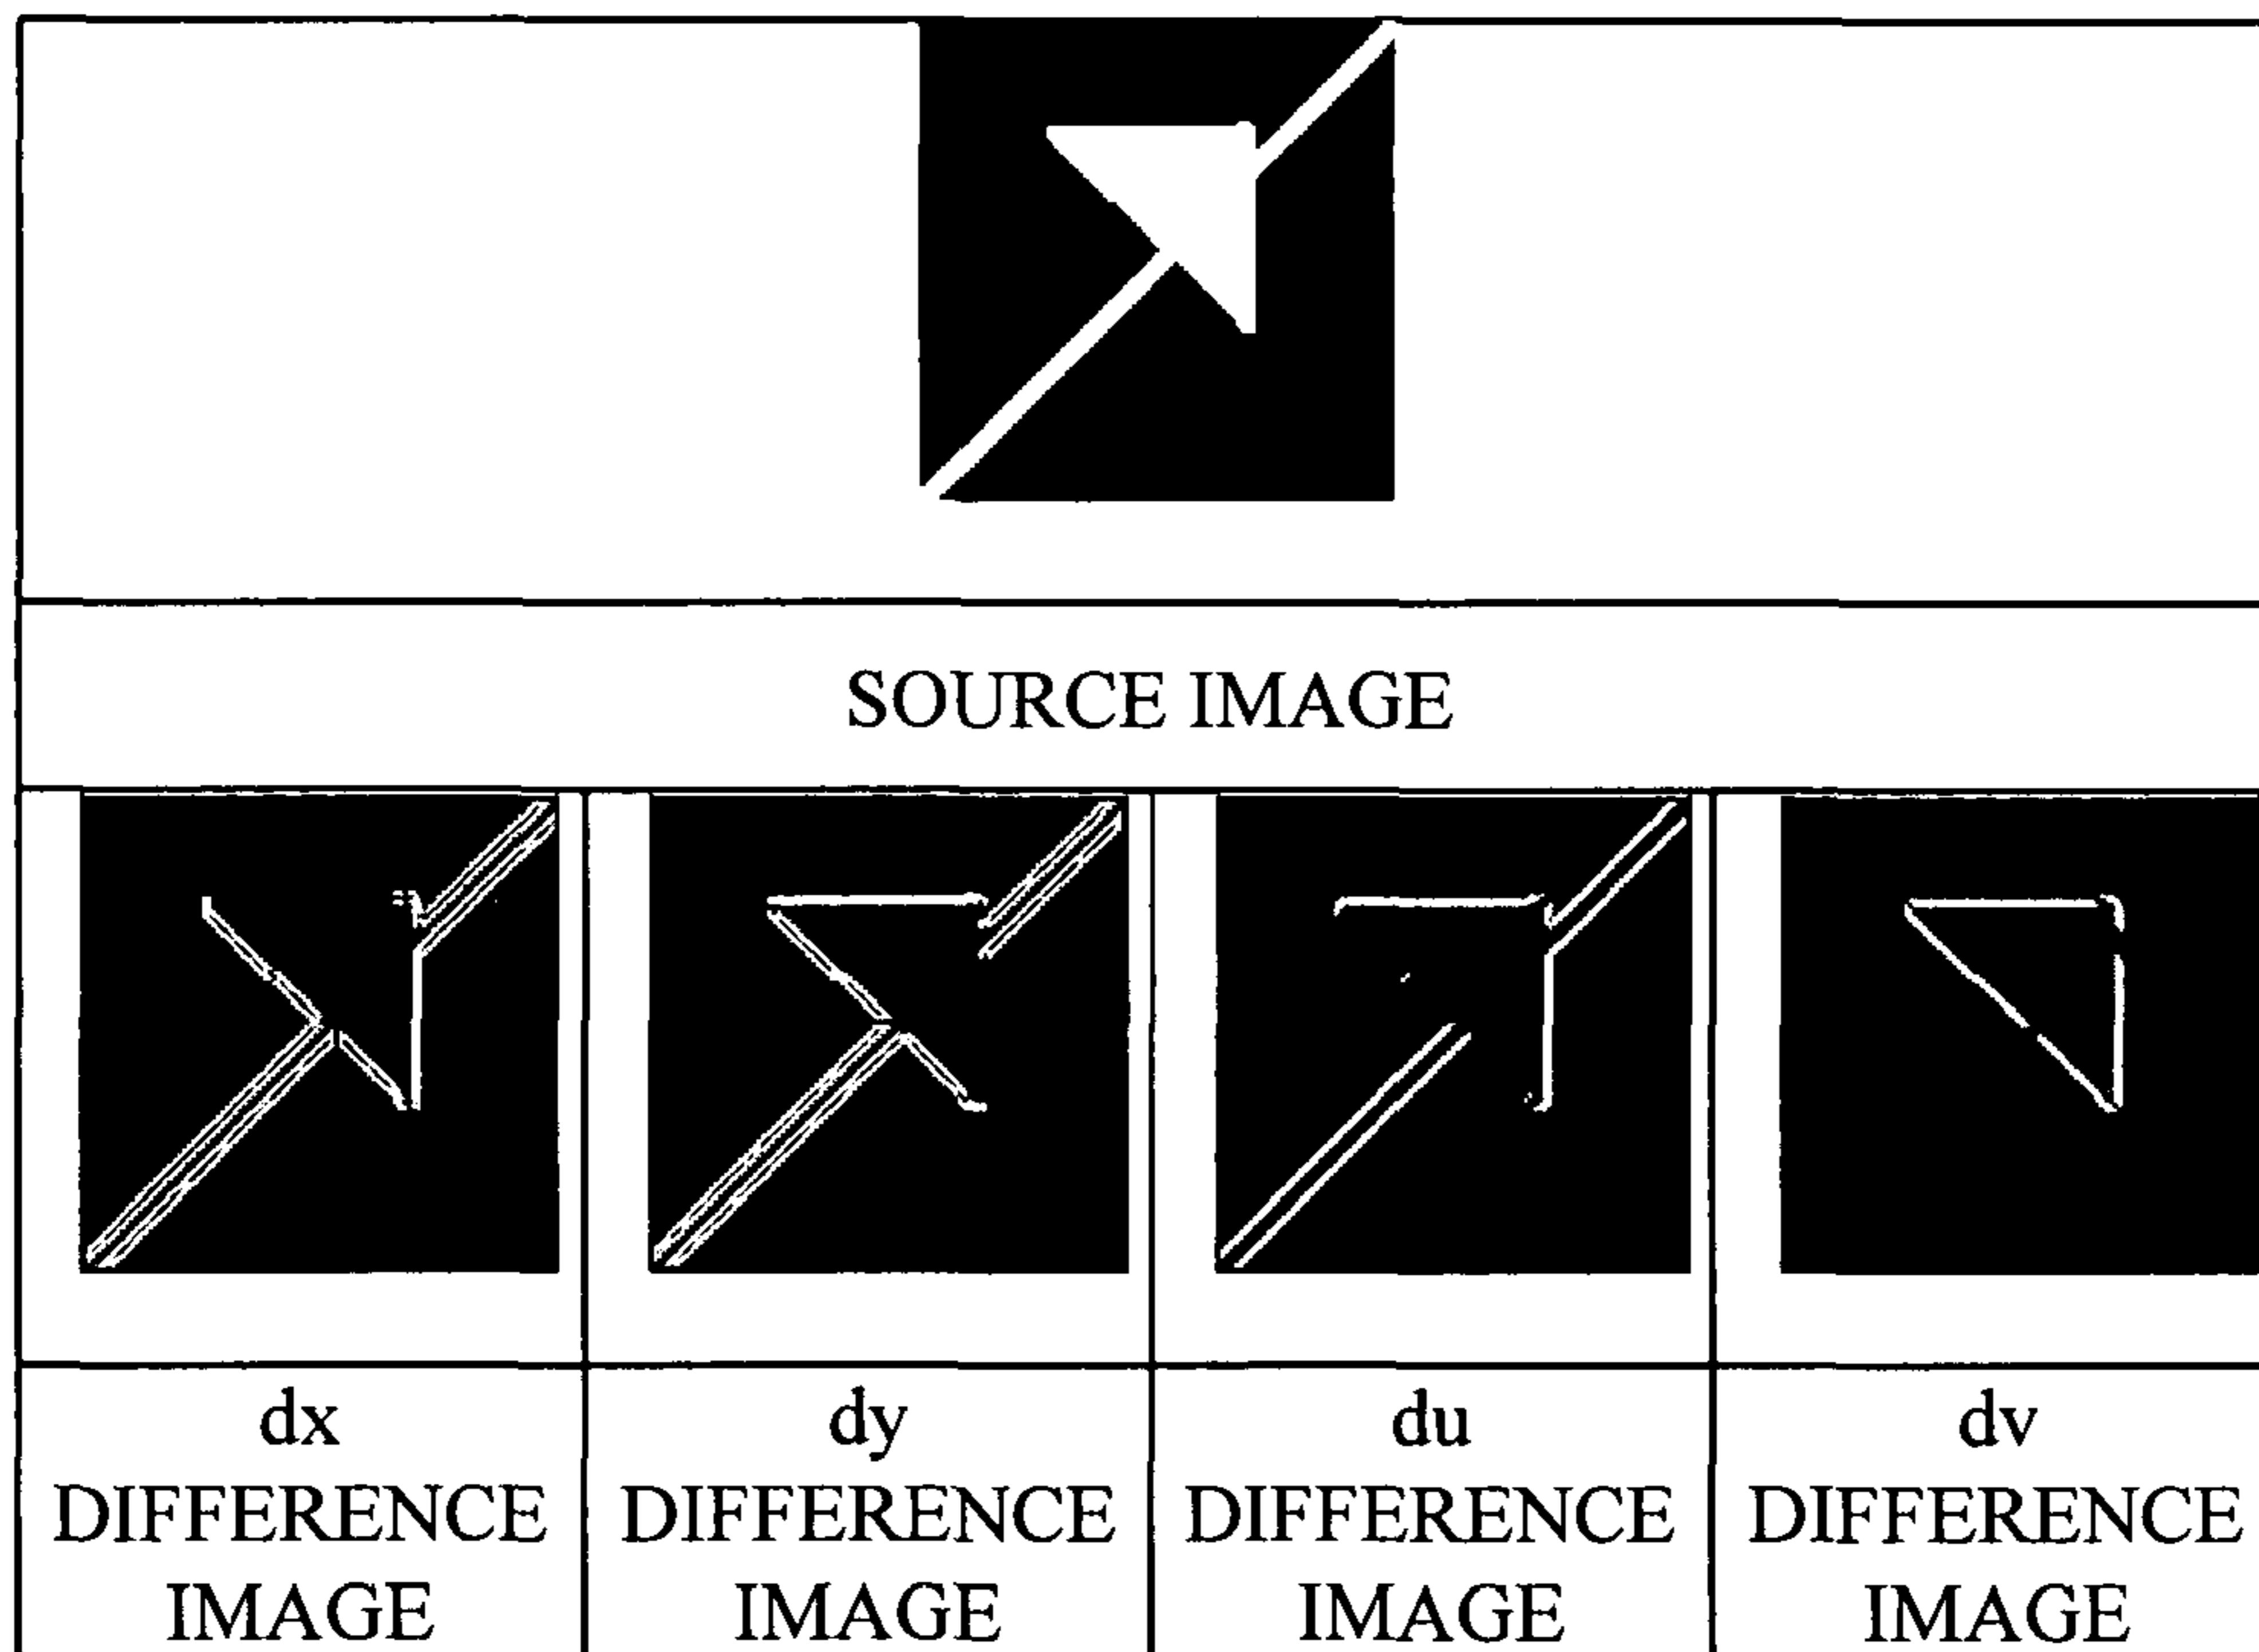 SOURCE IMAGE
dx
DIFFERENCE
IMAGE
dy
DIFFERENCE
IMAGE
du
DIFFERENCE
IMAGE
dv
DIFFERENCE
IMAGE